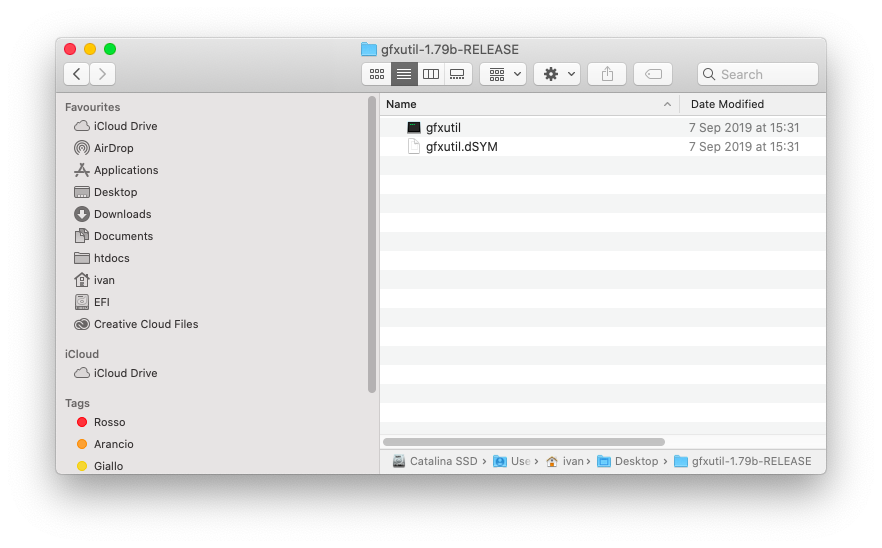 gfxutil-1.79b-RELEASE
Search
Favourites
iCloud Drive
AirDrop
Applications
Desktop
Downloads
Documents
htdocs
ivan
EFI
Creative Cloud Files
iCloud
iCloud Drive
Tags
Rosso
Arancio
Giallo
Name Date Modified
gfxutil 7 Sep 2019 at 15:31
gfxutil.dSYM 7 Sep 2019 at 15:31
Catalina SSD › Use › ivan › Desktop › gfxutil-1.79b-RELEASE